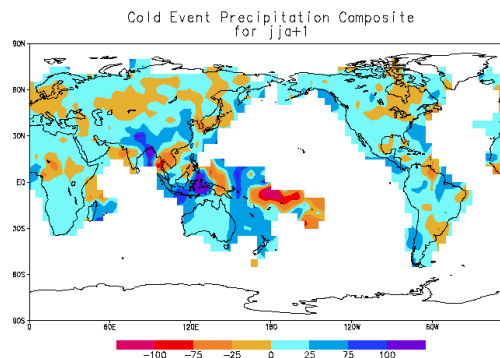 Cold Event Precipitation Composite
for jja+1
90N
60N
30N
EQ
30S
60S
90S
0
60E
120E
180
120W
60W
-100
-75
-25
0
25
75
100